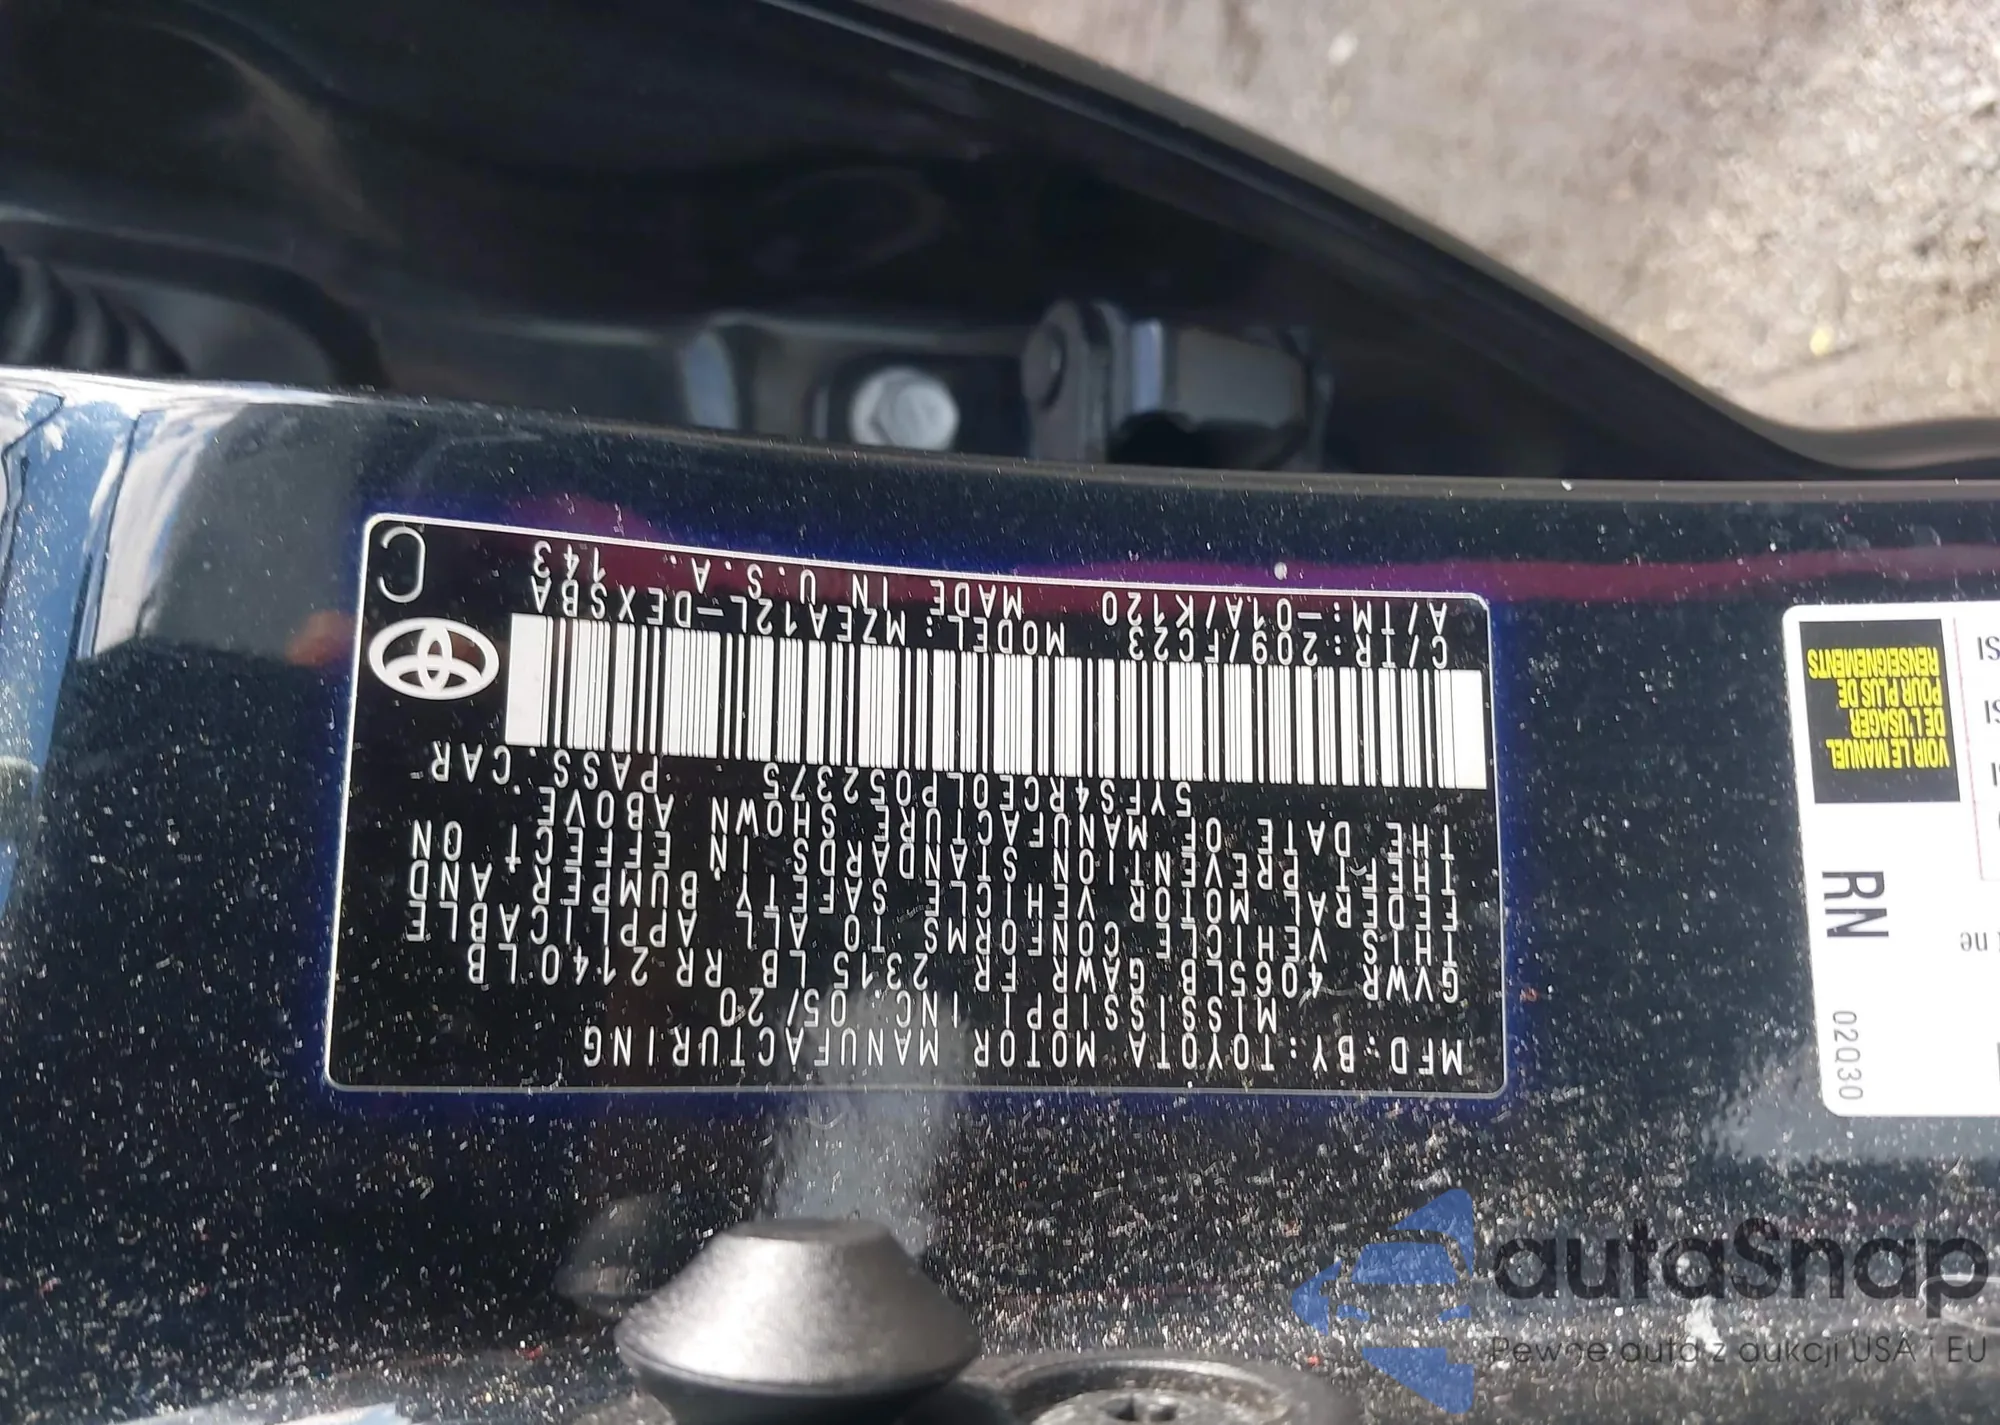 MFD.BY:TOYOTA MOTOR MANUFACTURING
MISSISSIPPI INC. 05/20
GVWR 4065LB GAWR FR 2315LB RR 2140LB
THIS VEHICLE CONFORMS TO ALL APPLICABLE
FEDERAL MOTOR VEHICLE SAFETY, BUMPER, AND
THEFT PREVENTION STANDARDS IN EFFECT ON
THE DATE OF MANUFACTURE SHOWN ABOVE.
5YFS4RCE0LP052375 PASS.CAR
C/TR:209/FC23 MODEL:MZEA12L-DEXSBA
A/TM:-01A/K120 MADE IN U.S.A. 143
C
VOIR LE MANUEL
DE L'USAGER
POUR PLUS DE
RENSEIGNEMENTS
RN
02Q30
ne
autaSnap
Pewne auta z aukcji USA i EU